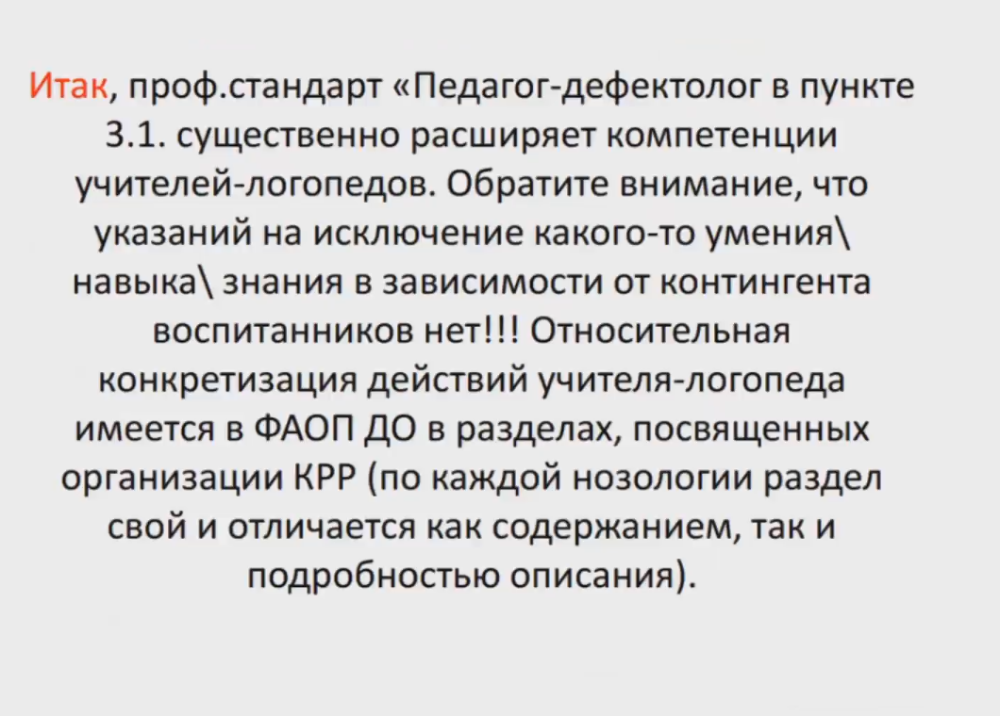 Итак, проф.стандарт «Педагог-дефектолог в пункте
3.1. существенно расширяет компетенции
учителей-логопедов. Обратите внимание, что
указаний на исключение какого-то умения\
навыка\ знания в зависимости от контингента
воспитанников нет!!! Относительная
конкретизация действий учителя-логопеда
имеется в ФАОП ДО в разделах, посвященных
организации КРР (по каждой нозологии раздел
свой и отличается как содержанием, так и
подробностью описания).